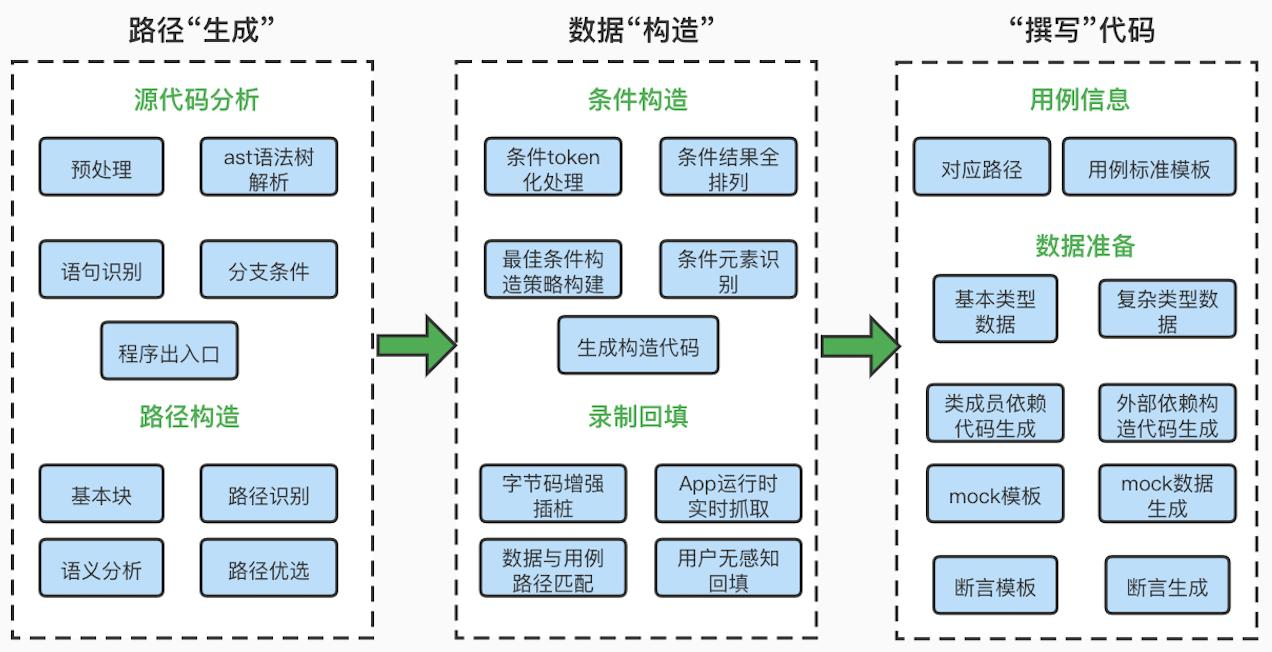 路径“生成”
源代码分析
预处理
ast语法树
解析
语句识别
分支条件
程序出入口
路径构造
基本块
路径识别
语义分析
路径优选
数据“构造”
条件构造
条件token
化处理
条件结果全
排列
最佳条件构
造策略构建
条件元素识
别
生成构造代码
录制回填
字节码增强
插桩
App运行时
实时抓取
数据与用例
路径匹配
用户无感知
回填
“撰写”代码
用例信息
对应路径
用例标准模板
数据准备
基本类型
数据
复杂类型数
据
类成员依赖
代码生成
外部依赖构
造代码生成
mock模板
mock数据
生成
断言模板
断言生成